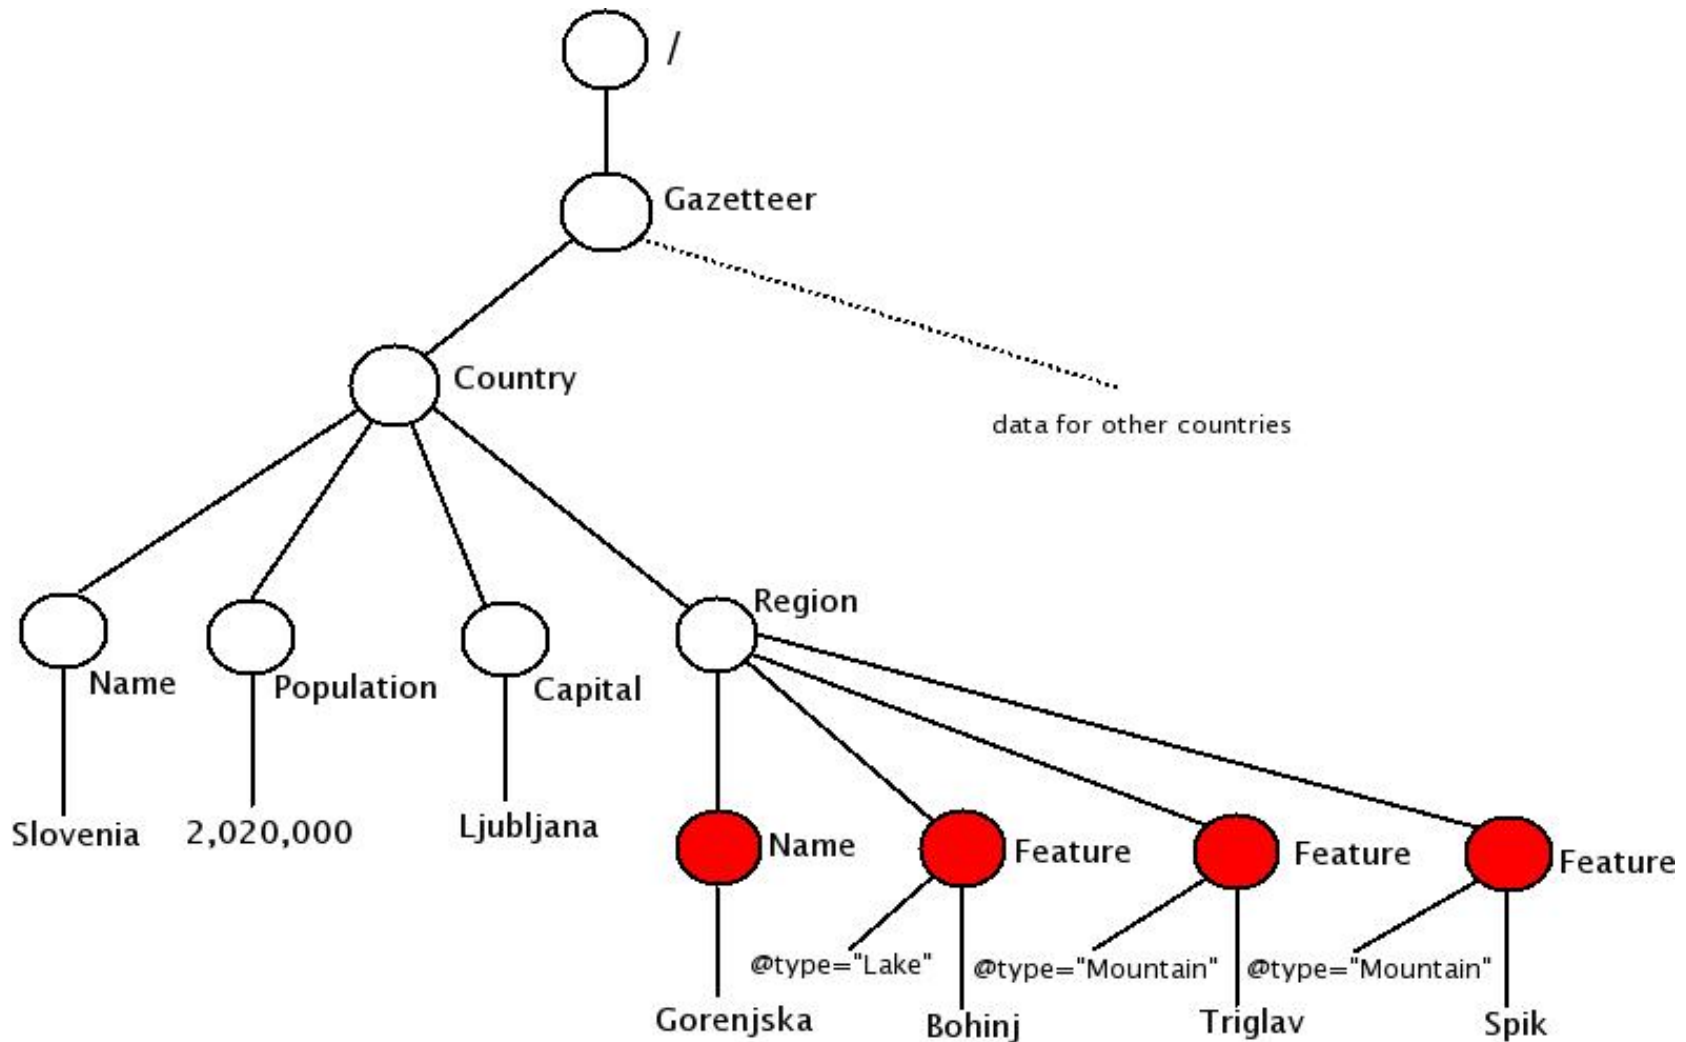 /
Gazetteer
Country
data for other countries
Region
Name
Population
Capital
Slovenia
2,020,000
Ljubljana
Name
Feature
Feature
Feature
@type="Lake"
@type="Mountain"
@type="Mountain"
Gorenjska
Bohinj
Triglav
Spik